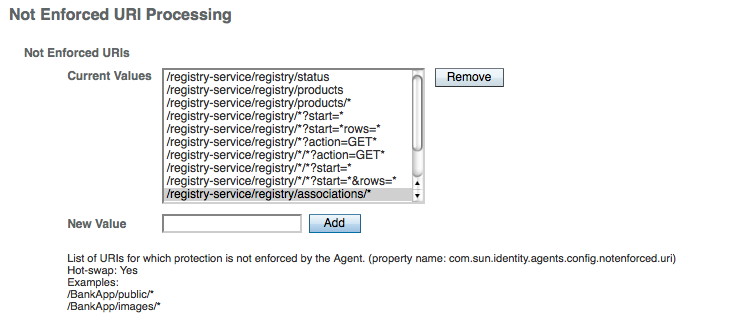 Not Enforced URI Processing
Not Enforced URIs
Current Values
/registry-service/registry/status
/registry-service/registry/products
/registry-service/registry/products/*
/registry-service/registry/*?start=*
/registry-service/registry/*?start=*rows=*
/registry-service/registry/*?action=GET*
/registry-service/registry/*/*?action=GET*
/registry-service/registry/*/*?start=*
/registry-service/registry/*/*?start=*&rows=*
/registry-service/registry/associations/*
Remove
New Value
Add
List of URIs for which protection is not enforced by the Agent. (property name: com.sun.identity.agents.config.notenforced.uri)
Hot-swap: Yes
Examples:
/BankApp/public/*
/BankApp/images/*